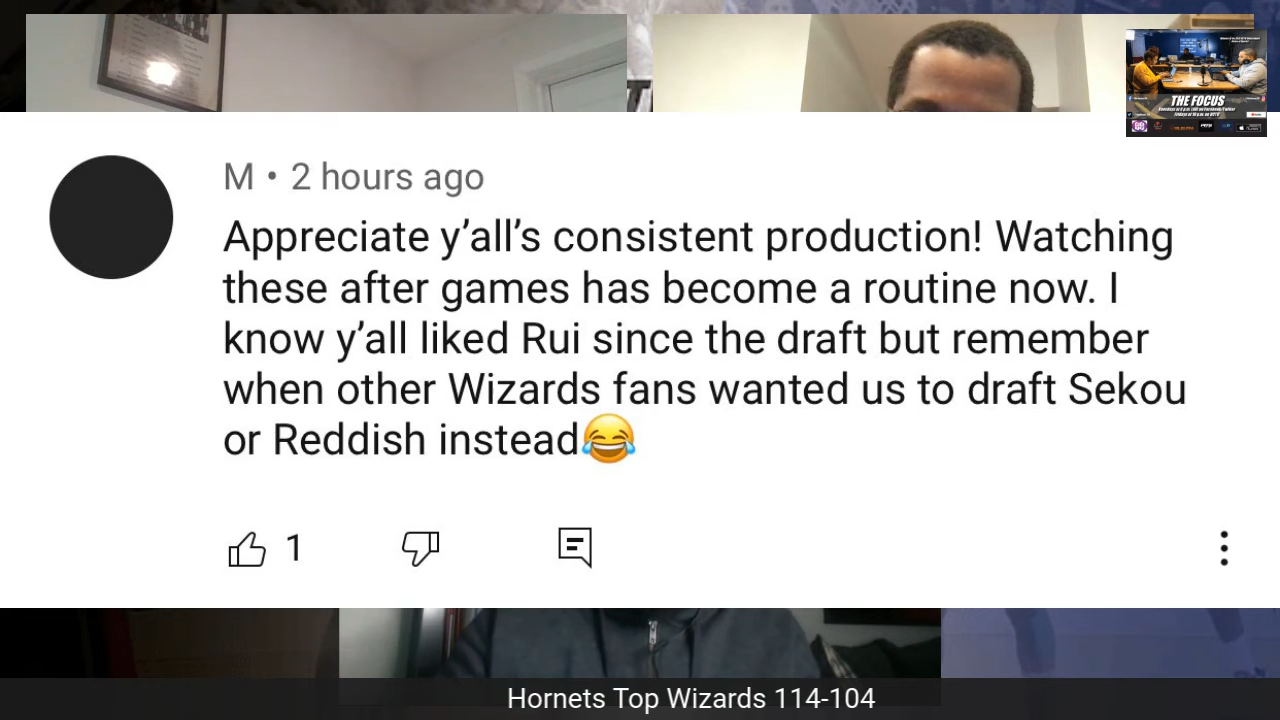 M • 2 hours ago
Appreciate y’all’s consistent production! Watching
these after games has become a routine now. I
know y’all liked Rui since the draft but remember
when other Wizards fans wanted us to draft Sekou
or Reddish instead😂
1
THE FOCUS
Hornets Top Wizards 114-104